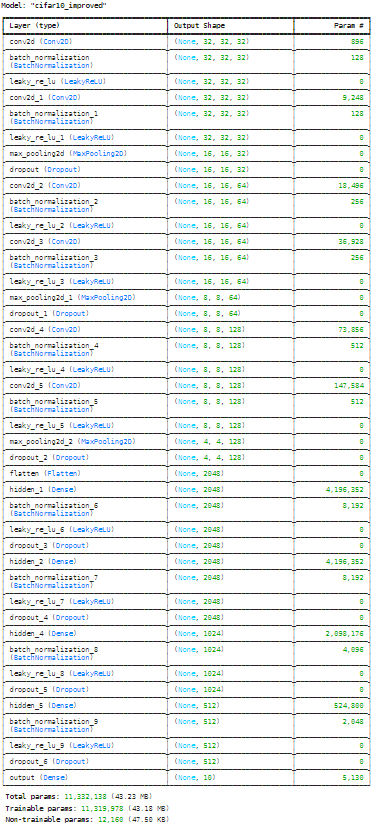 Model: "cifar10_improved"
Layer (type) Output Shape Param #
conv2d (Conv2D) (None, 32, 32, 32) 896
batch_normalization (None, 32, 32, 32) 128
(BatchNormalization)
leaky_re_lu (LeakyReLU) (None, 32, 32, 32) 0
conv2d_1 (Conv2D) (None, 32, 32, 32) 9,248
batch_normalization_1 (None, 32, 32, 32) 128
(BatchNormalization)
leaky_re_lu_1 (LeakyReLU) (None, 32, 32, 32) 0
max_pooling2d (MaxPooling2D) (None, 16, 16, 32) 0
dropout (Dropout) (None, 16, 16, 32) 0
conv2d_2 (Conv2D) (None, 16, 16, 64) 18,496
batch_normalization_2 (None, 16, 16, 64) 256
(BatchNormalization)
leaky_re_lu_2 (LeakyReLU) (None, 16, 16, 64) 0
conv2d_3 (Conv2D) (None, 16, 16, 64) 36,928
batch_normalization_3 (None, 16, 16, 64) 256
(BatchNormalization)
leaky_re_lu_3 (LeakyReLU) (None, 16, 16, 64) 0
max_pooling2d_1 (MaxPooling2D) (None, 8, 8, 64) 0
dropout_1 (Dropout) (None, 8, 8, 64) 0
conv2d_4 (Conv2D) (None, 8, 8, 128) 73,856
batch_normalization_4 (None, 8, 8, 128) 512
(BatchNormalization)
leaky_re_lu_4 (LeakyReLU) (None, 8, 8, 128) 0
conv2d_5 (Conv2D) (None, 8, 8, 128) 147,584
batch_normalization_5 (None, 8, 8, 128) 512
(BatchNormalization)
leaky_re_lu_5 (LeakyReLU) (None, 8, 8, 128) 0
max_pooling2d_2 (MaxPooling2D) (None, 4, 4, 128) 0
dropout_2 (Dropout) (None, 4, 4, 128) 0
flatten (Flatten) (None, 2048) 0
hidden_1 (Dense) (None, 2048) 4,196,352
batch_normalization_6 (None, 2048) 8,192
(BatchNormalization)
leaky_re_lu_6 (LeakyReLU) (None, 2048) 0
dropout_3 (Dropout) (None, 2048) 0
hidden_2 (Dense) (None, 2048) 4,196,352
batch_normalization_7 (None, 2048) 8,192
(BatchNormalization)
leaky_re_lu_7 (LeakyReLU) (None, 2048) 0
dropout_4 (Dropout) (None, 2048) 0
hidden_4 (Dense) (None, 1024) 2,098,176
batch_normalization_8 (None, 1024) 4,096
(BatchNormalization)
leaky_re_lu_8 (LeakyReLU) (None, 1024) 0
dropout_5 (Dropout) (None, 1024) 0
hidden_5 (Dense) (None, 512) 524,800
batch_normalization_9 (None, 512) 2,048
(BatchNormalization)
leaky_re_lu_9 (LeakyReLU) (None, 512) 0
dropout_6 (Dropout) (None, 512) 0
output (Dense) (None, 10) 5,130
Total params: 11,332,138 (43.23 MB)
Trainable params: 11,319,978 (43.18 MB)
Non-trainable params: 12,160 (47.50 KB)